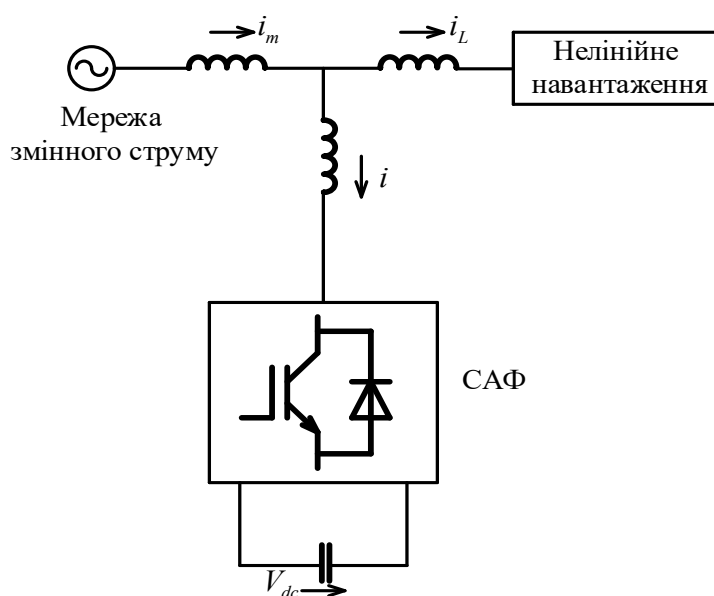 i_m
i_L
Нелінійне
навантаження
Мережа
змінного струму
i
САФ
V_dc